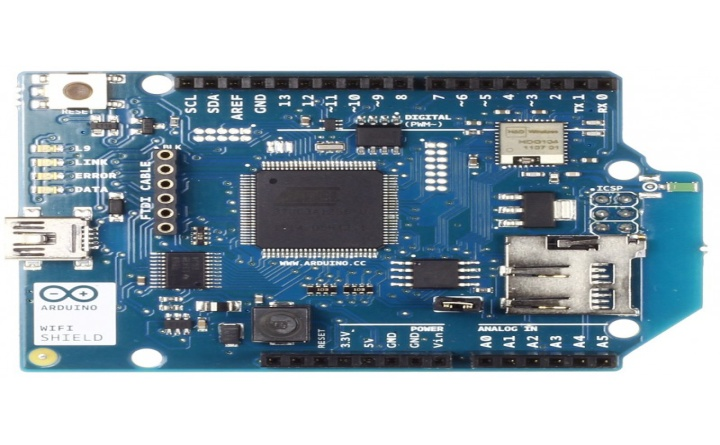 RESET
SCL
SDA
AREF
GND
13
12
~11
~10
~9
8
7
~6
~5
4
~3
2
TX 1
RX 0
DIGITAL
(PWM~)
L9
LINK
ERROR
DATA
FTDI CABLE
ICSP
WWW.ARDUINO.CC
ARDUINO
WIFI
SHIELD
POWER
ANALOG IN
RESET
3.3V
5V
GND
GND
Vin
A0
A1
A2
A3
A4
A5